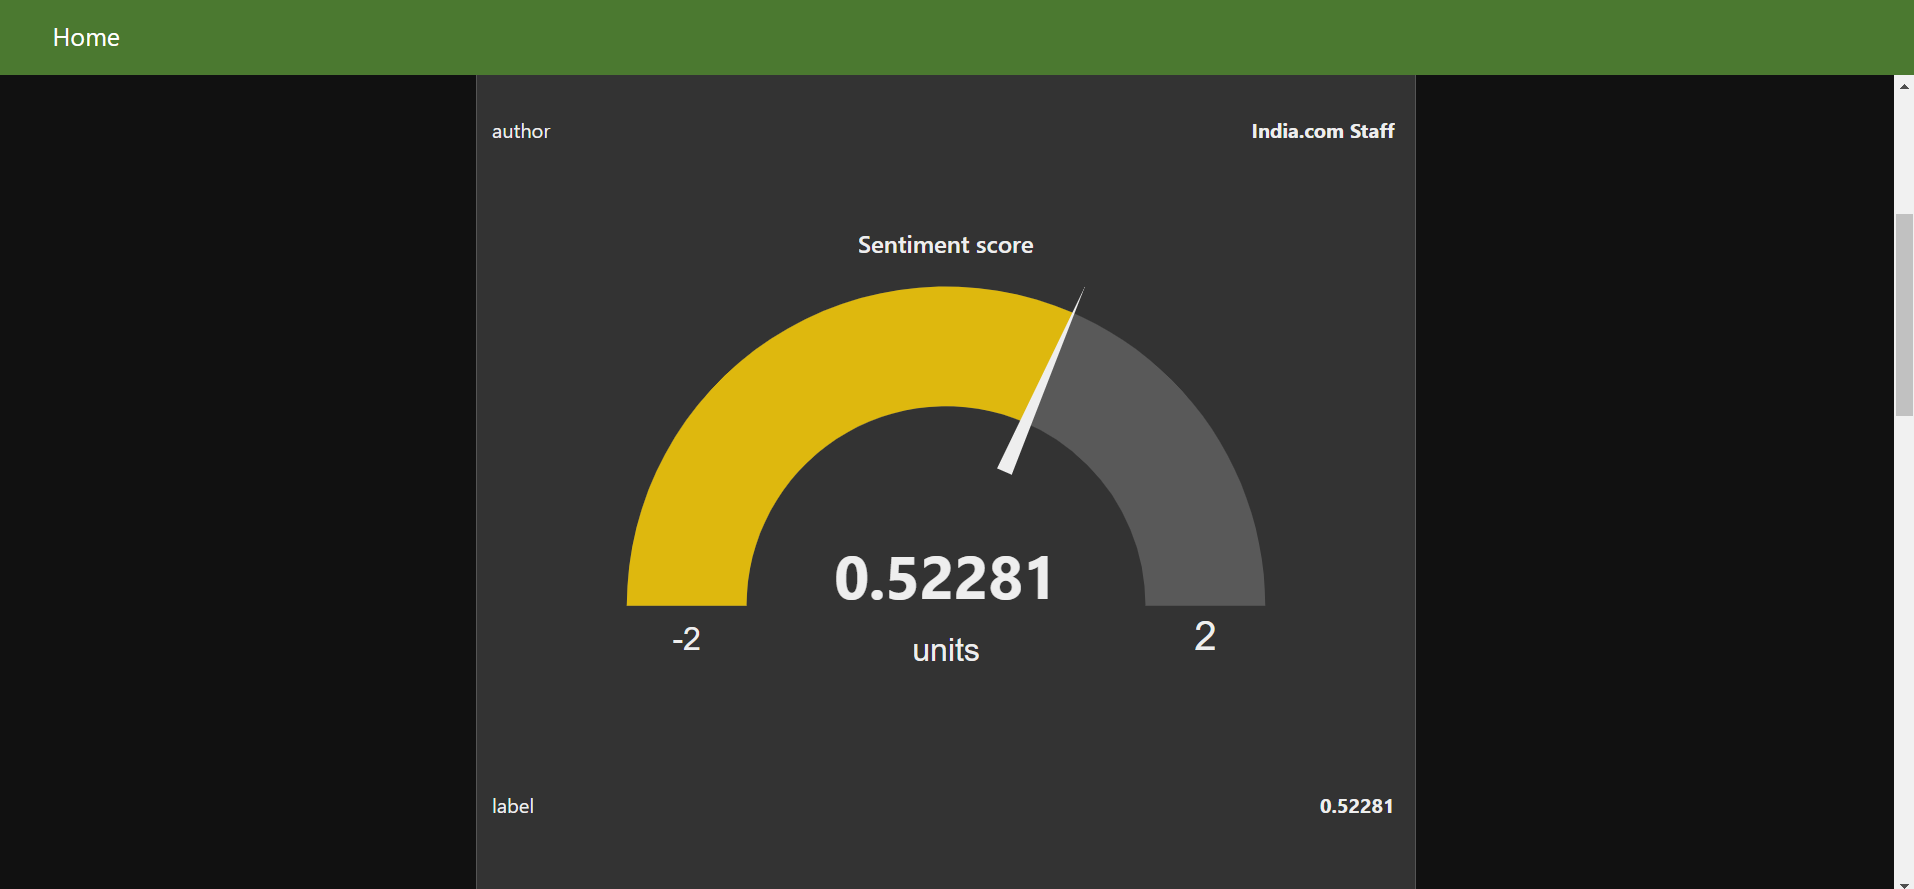 Home
author
India.com Staff
Sentiment score
0.52281
units
-2
2
label
0.52281